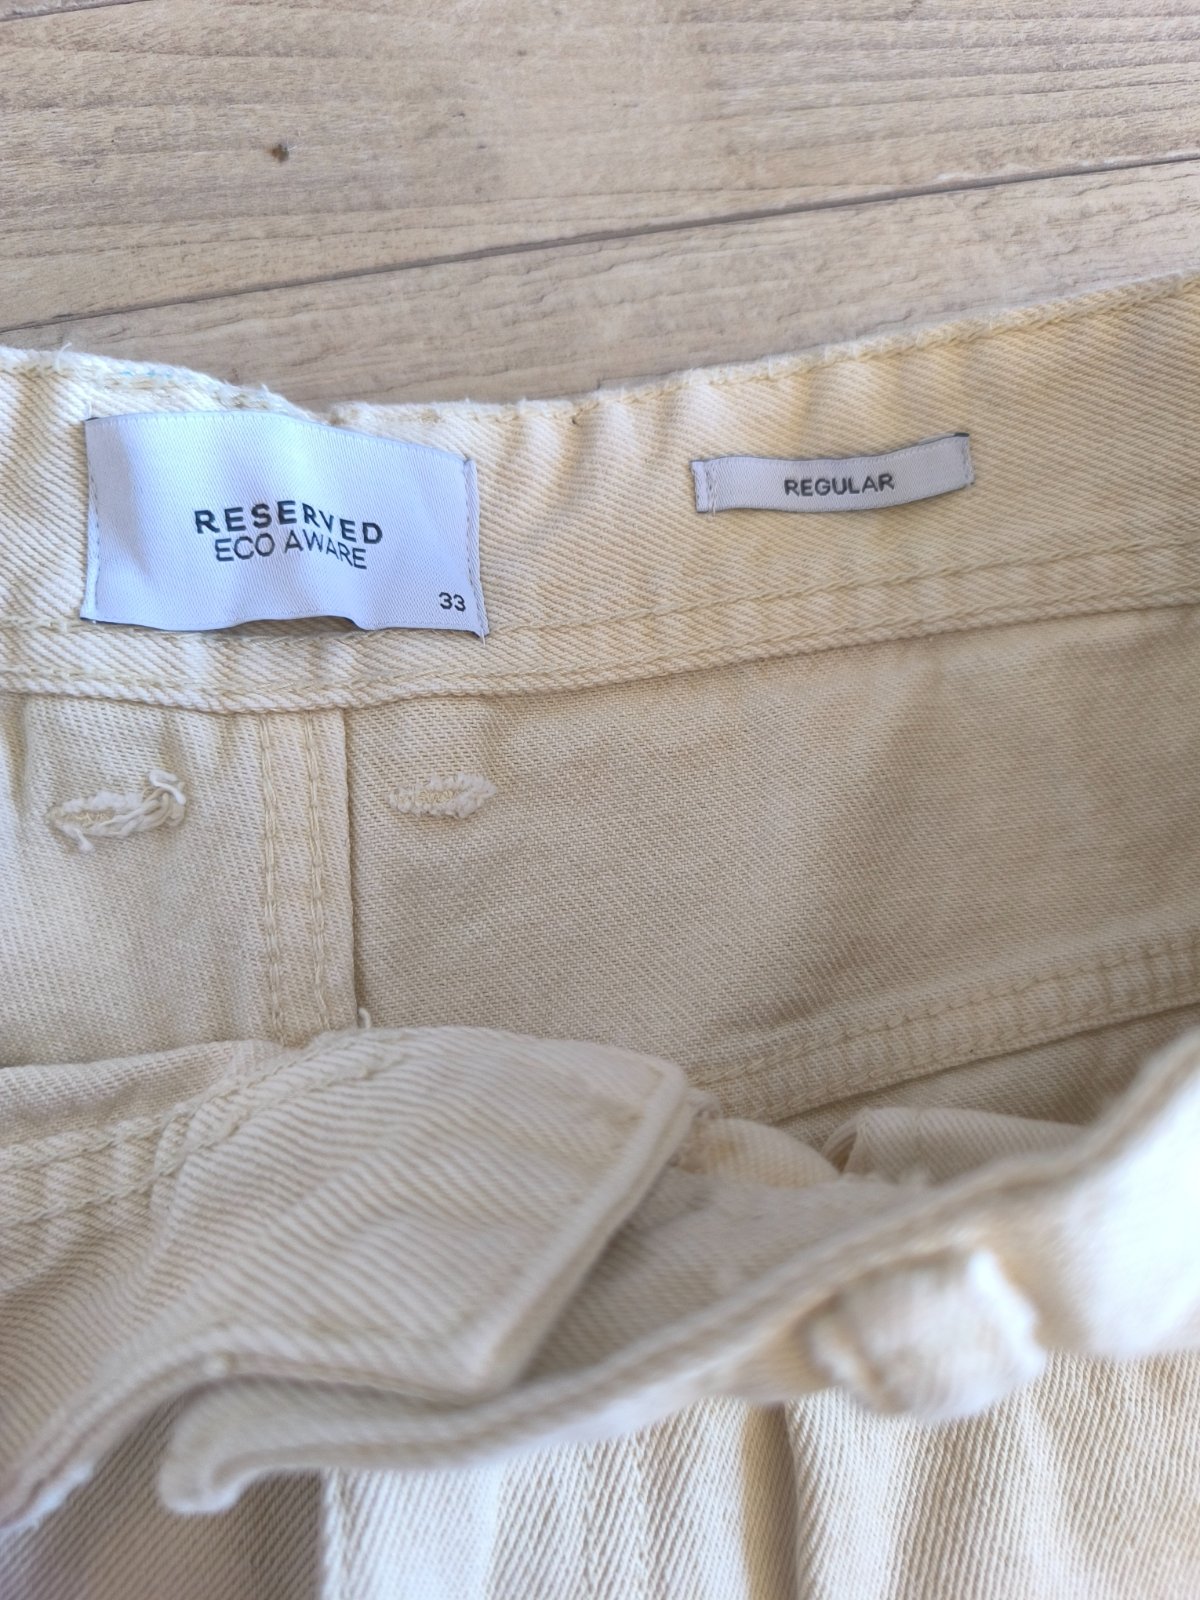 RESERVED
ECO AWARE
33
REGULAR